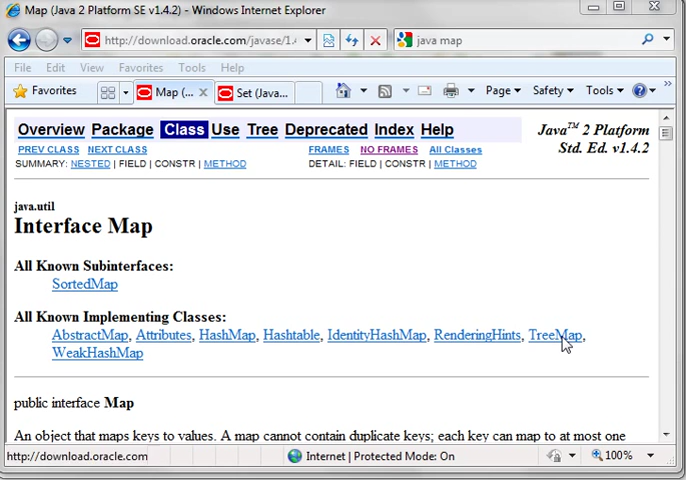 Map (Java 2 Platform SE v1.4.2) - Windows Internet Explorer
http://download.oracle.com/javase/1.
java map
File Edit View Favorites Tools Help
Favorites
Map (...
Set (Java...
Page
Safety
Tools
»
Overview Package Class Use Tree Deprecated Index Help
Java™ 2 Platform
Std. Ed. v1.4.2
PREV CLASS NEXT CLASS
FRAMES NO FRAMES All Classes
SUMMARY: NESTED | FIELD | CONSTR | METHOD
DETAIL: FIELD | CONSTR | METHOD
java.util
Interface Map
All Known Subinterfaces:
SortedMap
All Known Implementing Classes:
AbstractMap, Attributes, HashMap, Hashtable, IdentityHashMap, RenderingHints, TreeMap,
WeakHashMap
public interface Map
An object that maps keys to values. A map cannot contain duplicate keys; each key can map to at most one
http://download.oracle.com
Internet | Protected Mode: On
100%